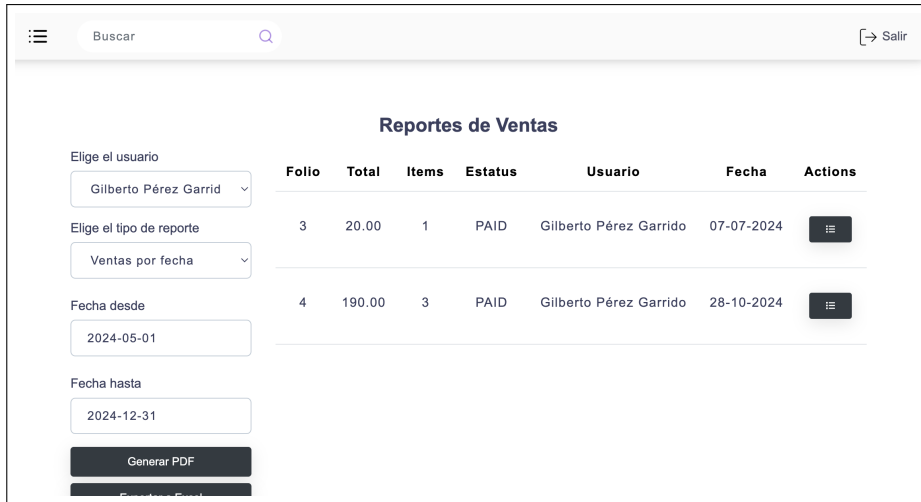 Buscar
Salir
Reportes de Ventas
Elige el usuario
Gilberto Pérez Garrid
Elige el tipo de reporte
Ventas por fecha
Fecha desde
2024-05-01
Fecha hasta
2024-12-31
Generar PDF
Exportar a Excel
Folio Total Items Estatus Usuario Fecha Actions
3 20.00 1 PAID Gilberto Pérez Garrido 07-07-2024
4 190.00 3 PAID Gilberto Pérez Garrido 28-10-2024